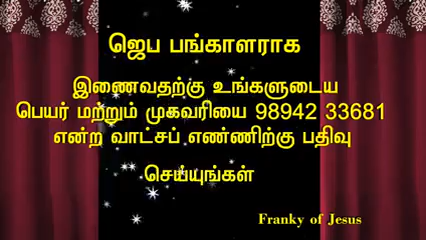 ஜெப பங்காளராக
இணைவதற்கு உங்களுடைய
பெயர் மற்றும் முகவரியை 98942 33681
என்ற வாட்சப் எண்ணிற்கு பதிவு
செய்யுங்கள்
Franky of Jesus